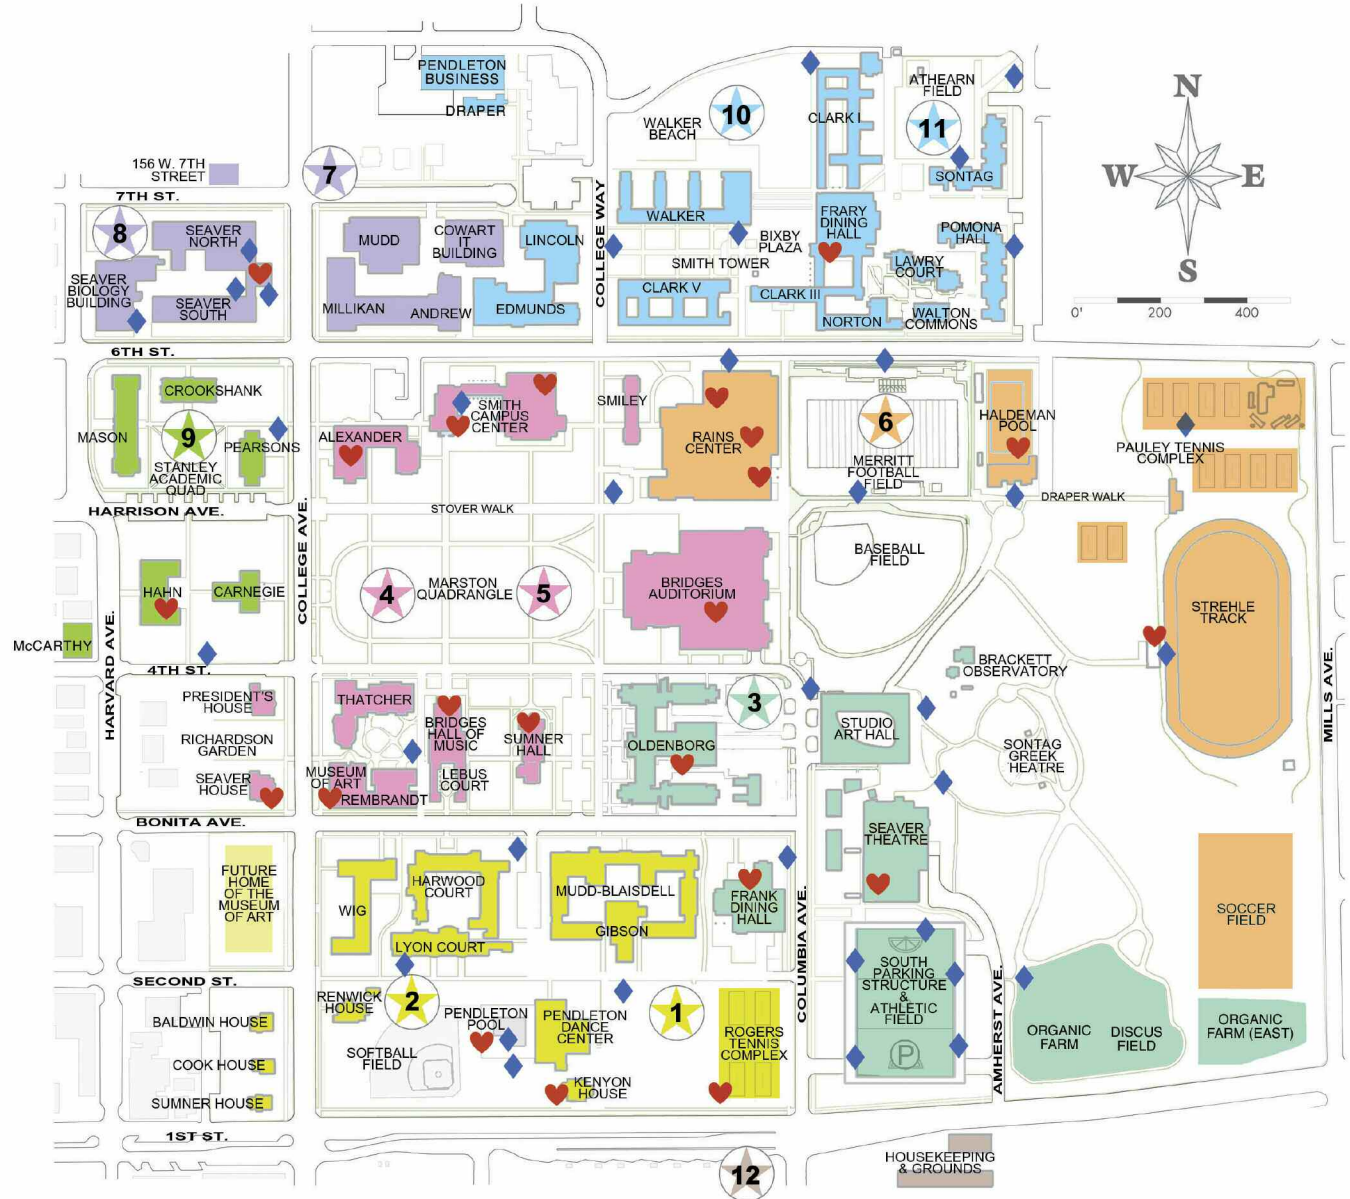 PENDLETON
BUSINESS
DRAPER
10
WALKER
BEACH
CLARK I
ATHEARN
FIELD
11
N
W
E
S
0'
200
400
156 W. 7TH
STREET
7TH ST.
7
8
SEAVER
NORTH
SEAVER
BIOLOGY
BUILDING
SEAVER
SOUTH
MUDD
COWART
IT
BUILDING
LINCOLN
MILLIKAN
ANDREW
EDMUNDS
COLLEGE WAY
WALKER
SMITH TOWER
BIXBY
PLAZA
FRARY
DINING
HALL
SONTAG
POMONA
HALL
LAWRY
COURT
CLARK V
CLARK III
NORTON
WALTON
COMMONS
6TH ST.
CROOKSHANK
MASON
9
PEARSONS
STANLEY
ACADEMIC
QUAD
HARRISON AVE.
ALEXANDER
SMITH
CAMPUS
CENTER
SMILEY
RAINS
CENTER
6
MERRITT
FOOTBALL
FIELD
HALDEMAN
POOL
PAULEY TENNIS
COMPLEX
STOVER WALK
DRAPER WALK
COLLEGE AVE.
HAHN
CARNEGIE
McCARTHY
HARVARD AVE.
4TH ST.
4
MARSTON
QUADRANGLE
5
BRIDGES
AUDITORIUM
BASEBALL
FIELD
STREHLE
TRACK
MILLS AVE.
BRACKETT
OBSERVATORY
PRESIDENT'S
HOUSE
RICHARDSON
GARDEN
SEAVER
HOUSE
THATCHER
BRIDGES
HALL OF
MUSIC
SUMNER
HALL
MUSEUM
OF ART
REMBRANDT
LEBUS
COURT
OLDENBORG
3
STUDIO
ART HALL
SONTAG
GREEK
HEATRE
BONITA AVE.
FUTURE
HOME
OF THE
MUSEUM
OF ART
WIG
HARWOOD
COURT
LYON COURT
MUDD-BLAISDELL
GIBSON
FRANK
DINING
HALL
SEAVER
THEATRE
COLUMBIA AVE.
SOCCER
FIELD
SECOND ST.
BALDWIN HOUSE
COOK HOUSE
SUMNER HOUSE
RENWICK
HOUSE
2
PENDLETON
POOL
SOFTBALL
FIELD
PENDLETON
DANCE
CENTER
KENYON
HOUSE
1
ROGERS
TENNIS
COMPLEX
SOUTH
PARKING
STRUCTURE
&
ATHLETIC
FIELD
P
AMHERST AVE.
ORGANIC
FARM
DISCUS
FIELD
ORGANIC
FARM (EAST)
1ST ST.
12
HOUSEKEEPING
& GROUNDS